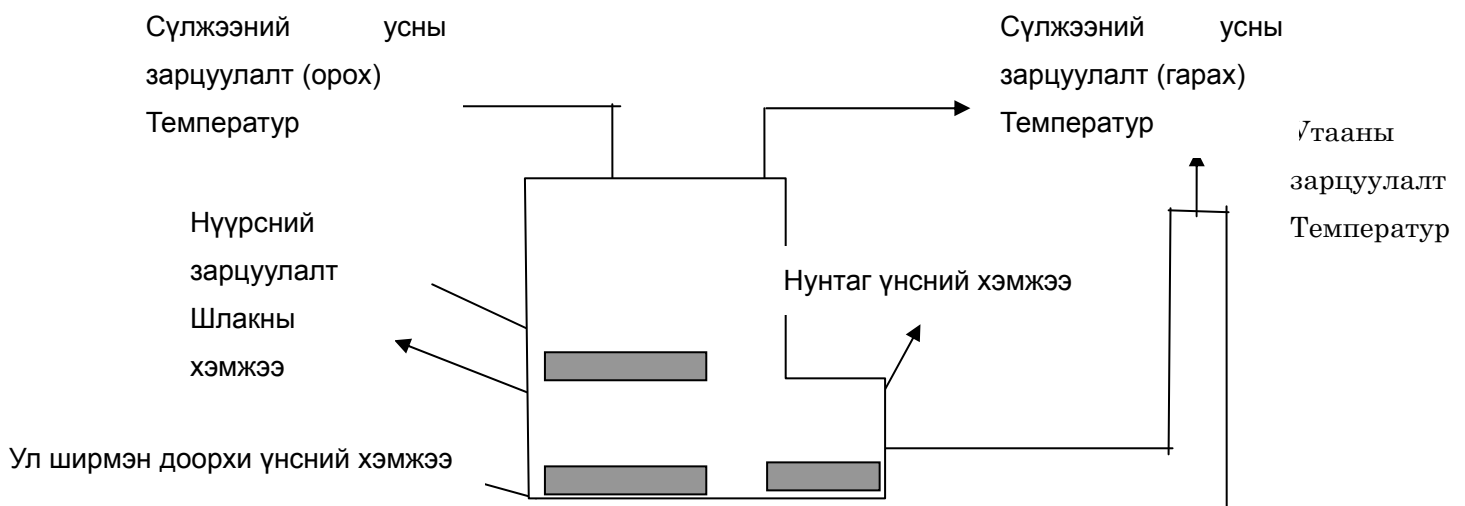 Сүлжээний усны
зарцуулалт (орох)
Температур
Сүлжээний усны
зарцуулалт (гарах)
Температур
Утааны
зарцуулалт
Температур
Нүүрсний
зарцуулалт
Шлакны
хэмжээ
Нунтаг үнсний хэмжээ
Ул ширмэн доорхи үнсний хэмжээ